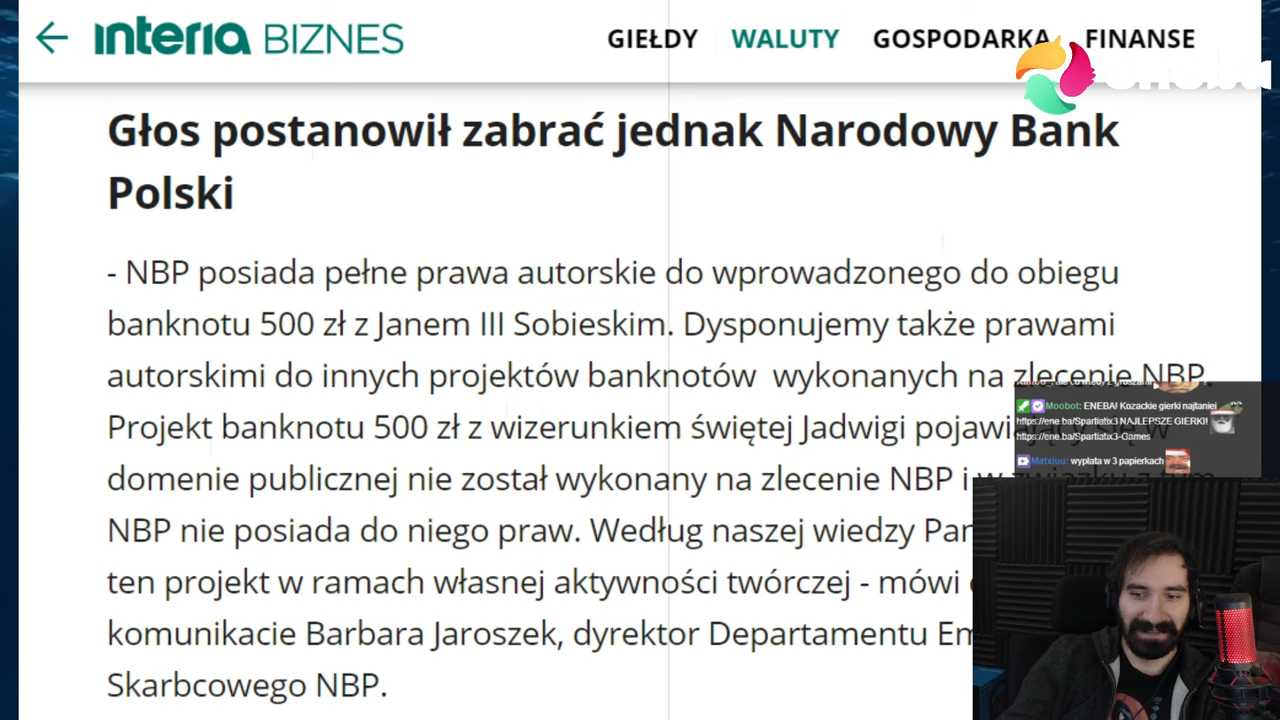 interia BIZNES
GIEŁDY WALUTY GOSPODARKA FINANSE
Głos postanowił zabrać jednak Narodowy Bank
Polski
- NBP posiada pełne prawa autorskie do wprowadzonego do obiegu
banknotu 500 zł z Janem III Sobieskim. Dysponujemy także prawami
autorskimi do innych projektów banknotów wykonanych na zlecenie NBP.
Projekt banknotu 500 zł z wizerunkiem świętej Jadwigi
domenie publicznej nie został wykonany na zlecenie NBP i w
NBP nie posiada do niego praw. Według naszej wiedzy
ten projekt w ramach własnej aktywności twórczej - mówi
komunikacie Barbara Jaroszek, dyrektor Departamentu
Skarbcowego NBP.
Moobot: ENEBA! Kozackie gierki najtaniej
https://ene.ba/Spartiatix3 NAJLEPSZE GIERKI!
https://ene.ba/Spartiatix3-Games
Matxiuu: wypłata w 3 papierkach